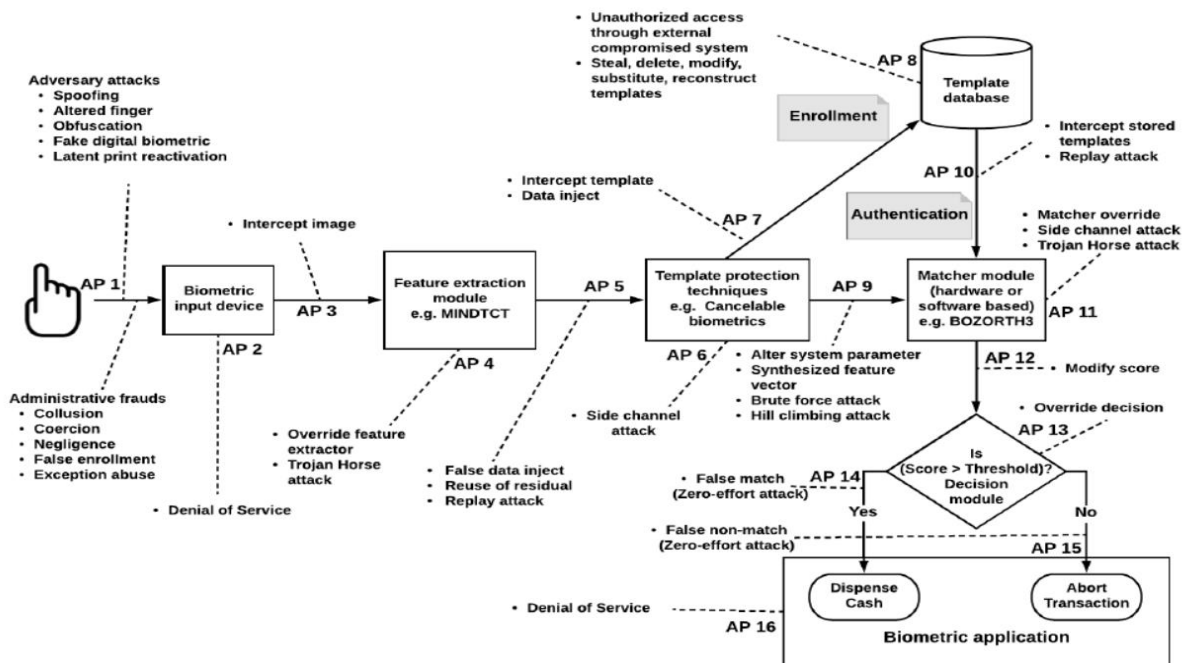 • Unauthorized access
through external
compromised system
• Steal, delete, modify,
substitute, reconstruct
templates
AP 8
Template
database
Adversary attacks
• Spoofing
• Altered finger
• Obfuscation
• Fake digital biometric
• Latent print reactivation
Enrollment
• Intercept stored
templates
• Replay attack
AP 10
• Intercept template
• Data inject
AP 7
Authentication
• Intercept image
• Matcher override
• Side channel attack
• Trojan Horse attack
AP 1
Biometric
input device
AP 2
AP 3
Feature extraction
module
e.g. MINDTCT
AP 4
AP 5
Template protection
techniques
e.g. Cancelable
biometrics
AP 6
AP 9
Matcher module
(hardware or
software based)
e.g. BOZORTH3
AP 11
AP 12
Administrative frauds
• Collusion
• Coercion
• Negligence
• False enrollment
• Exception abuse
• Denial of Service
• Override feature
extractor
• Trojan Horse
attack
• False data inject
• Reuse of residual
• Replay attack
• Side channel
attack
• Alter system parameter
• Synthesized feature
vector
• Brute force attack
• Hill climbing attack
• Modify score
• Override decision
AP 13
Is
(Score > Threshold)?
Decision
module
• False match
(Zero-effort attack)
AP 14
Yes
No
• False non-match
(Zero-effort attack)
AP 15
• Denial of Service
AP 16
Dispense
Cash
Abort
Transaction
Biometric application